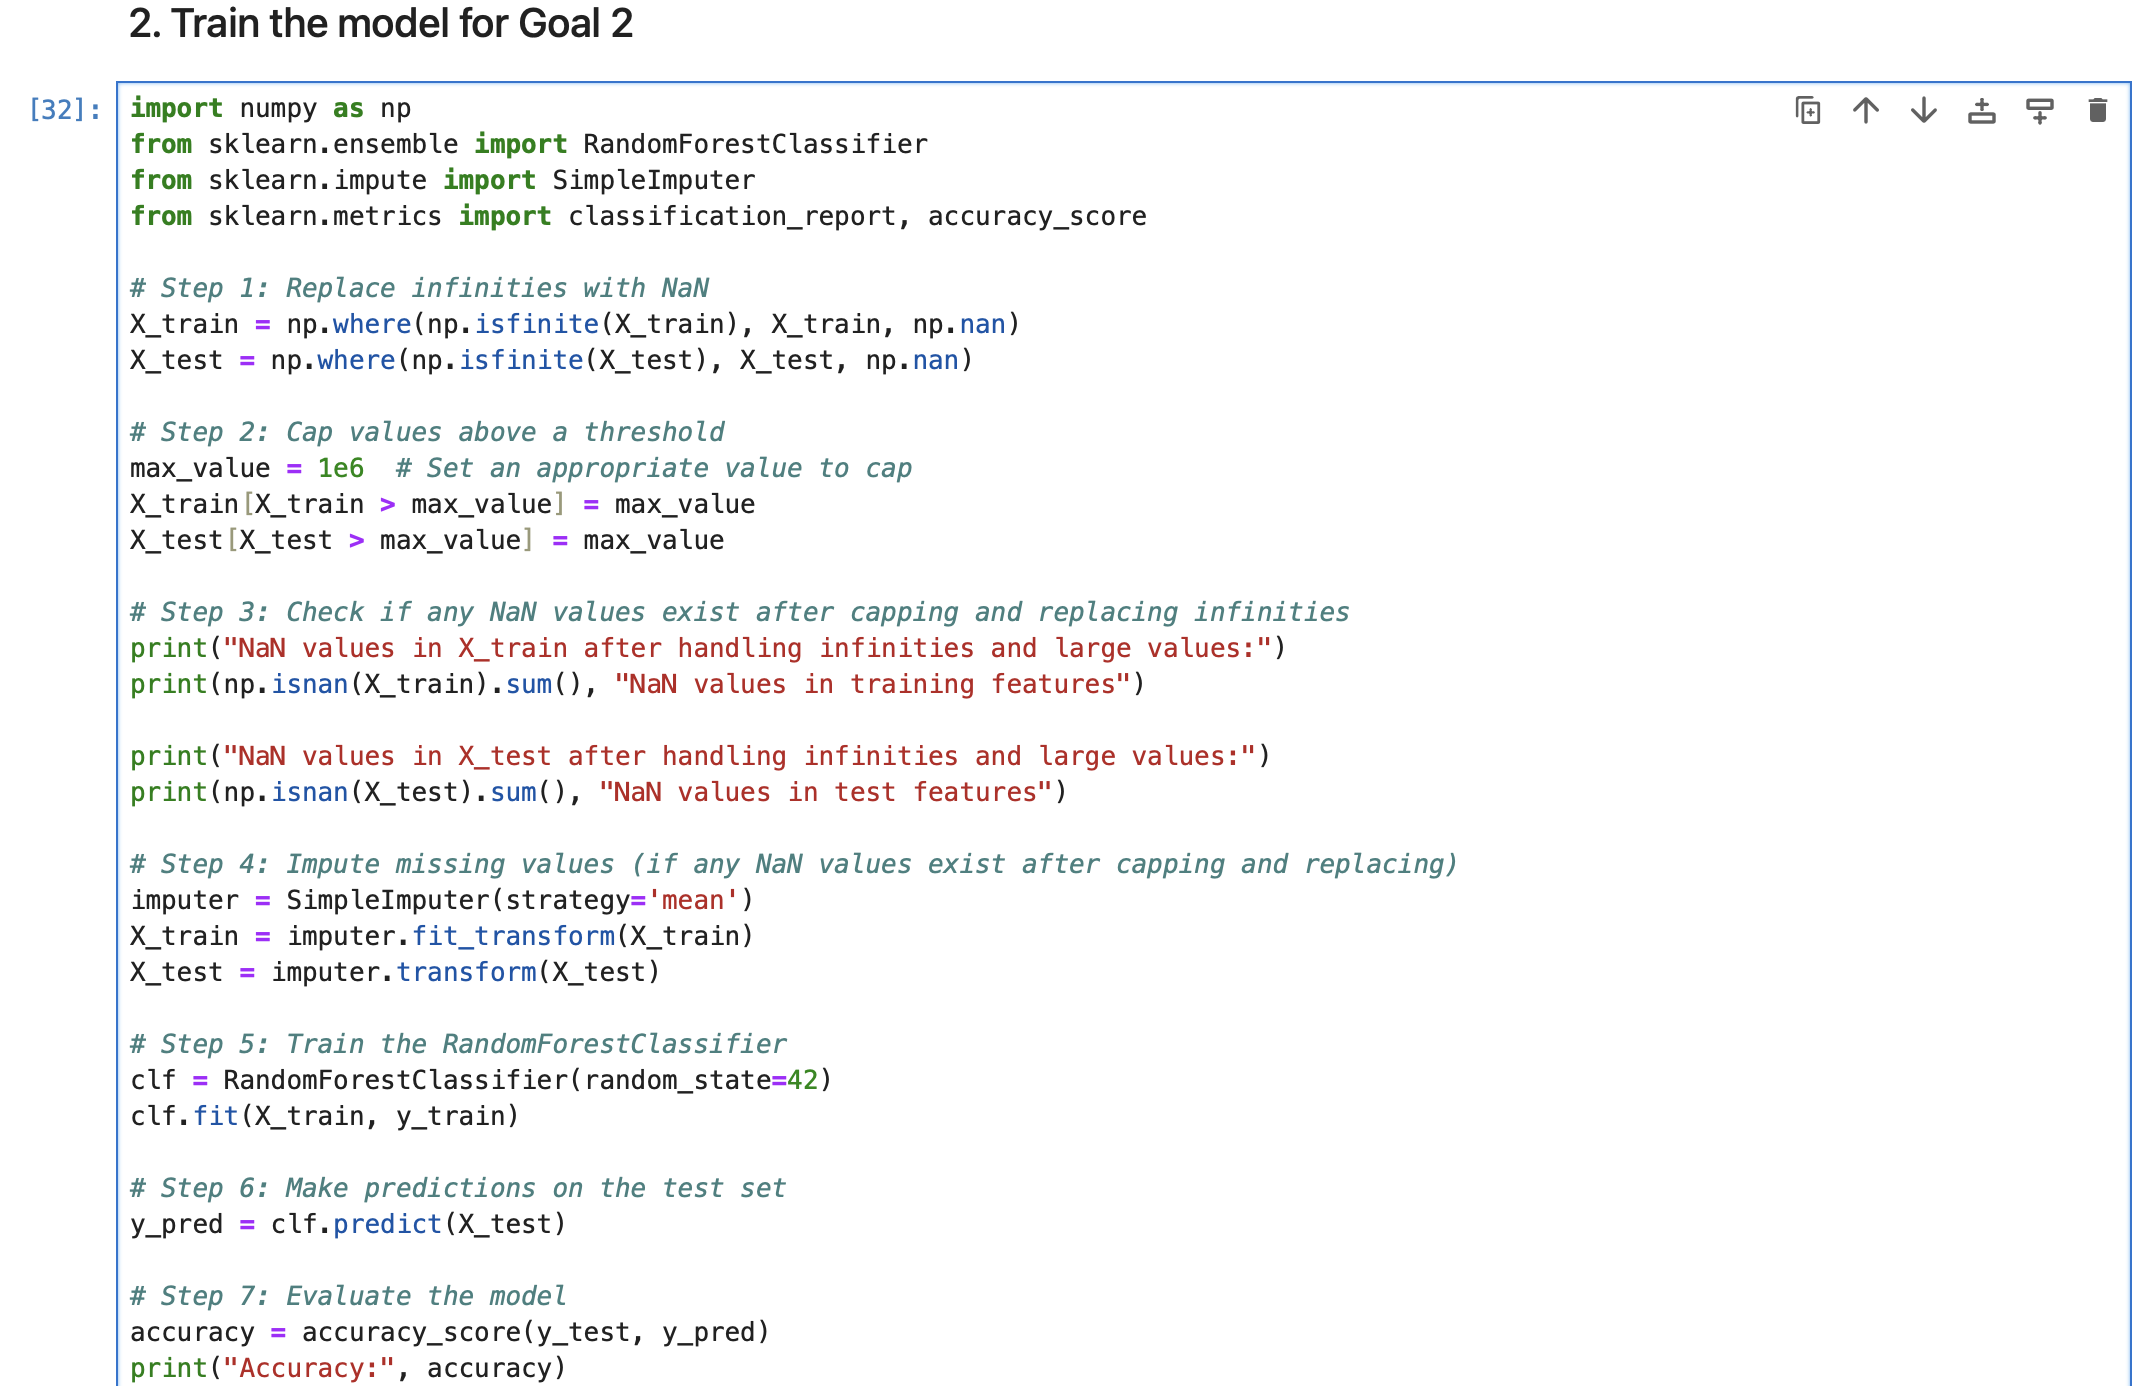 2. Train the model for Goal 2
[32]:
import numpy as np
from sklearn.ensemble import RandomForestClassifier
from sklearn.impute import SimpleImputer
from sklearn.metrics import classification_report, accuracy_score
# Step 1: Replace infinities with NaN
X_train = np.where(np.isfinite(X_train), X_train, np.nan)
X_test = np.where(np.isfinite(X_test), X_test, np.nan)
# Step 2: Cap values above a threshold
max_value = 1e6  # Set an appropriate value to cap
X_train[X_train > max_value] = max_value
X_test[X_test > max_value] = max_value
# Step 3: Check if any NaN values exist after capping and replacing infinities
print("NaN values in X_train after handling infinities and large values:")
print(np.isnan(X_train).sum(), "NaN values in training features")
print("NaN values in X_test after handling infinities and large values:")
print(np.isnan(X_test).sum(), "NaN values in test features")
# Step 4: Impute missing values (if any NaN values exist after capping and replacing)
imputer = SimpleImputer(strategy='mean')
X_train = imputer.fit_transform(X_train)
X_test = imputer.transform(X_test)
# Step 5: Train the RandomForestClassifier
clf = RandomForestClassifier(random_state=42)
clf.fit(X_train, y_train)
# Step 6: Make predictions on the test set
y_pred = clf.predict(X_test)
# Step 7: Evaluate the model
accuracy = accuracy_score(y_test, y_pred)
print("Accuracy:", accuracy)